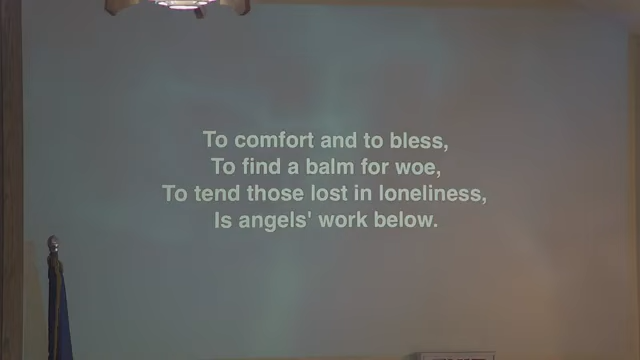 To comfort and to bless,
To find a balm for woe,
To tend those lost in loneliness,
Is angels' work below.